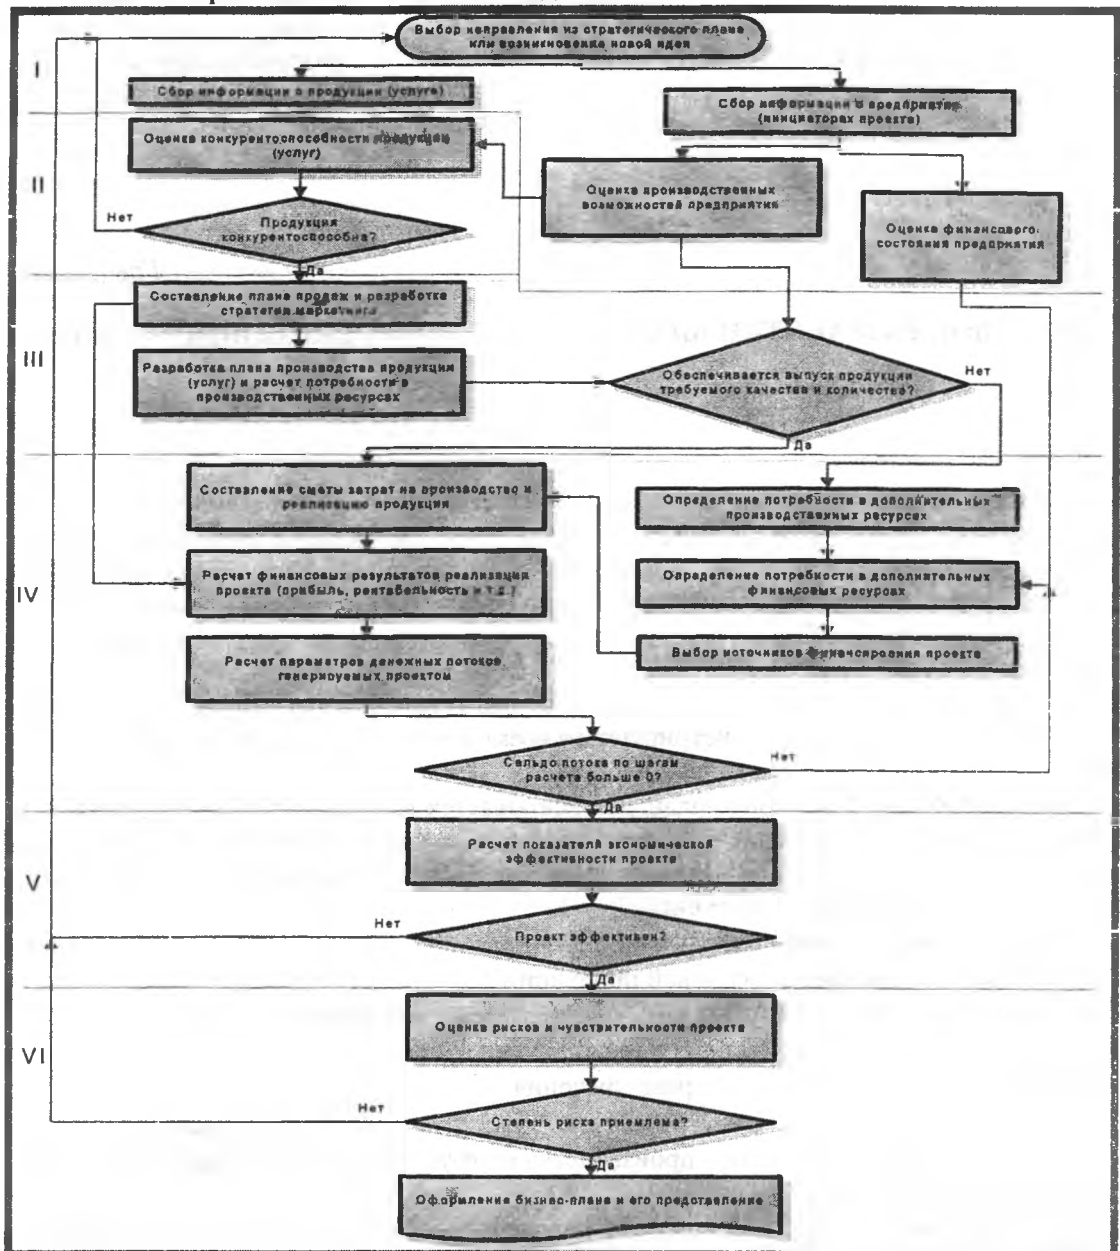 Выбор направления из стратегического плана
или возникновение новой идеи
I
Сбор информации о продукции (услуге)
Сбор информации о предприятии
(инициаторах проекта)
Оценка конкурентоспособности продукции
(услуг)
II
Оценка производственных
возможностей предприятия
Оценка финансового
состояния предприятия
Нет
Продукция
конкурентоспособна?
Да
Составление плана продаж и разработка
стратегии маркетинга
III
Разработка плана производства продукции
(услуг) и расчет потребности в
производственных ресурсах
Обеспечивается выпуск продукции
требуемого качества и количества?
Нет
Да
Составление сметы затрат на производство и
реализацию продукции
Определение потребности в дополнительных
производственных ресурсах
IV
Расчет финансовых результатов реализации
проекта (прибыль, рентабельность и т.д.)
Определение потребности в дополнительных
финансовых ресурсах
Расчет параметров денежных потоков
генерируемых проектом
Выбор источников финансирования проекта
Сальдо потока по шагам
расчета больше 0?
Нет
Да
V
Расчет показателей экономической
эффективности проекта
Нет
Проект эффективен?
Да
VI
Оценка рисков и чувствительности проекта
Нет
Степень риска приемлема?
Да
Оформление бизнес-плана и его представление